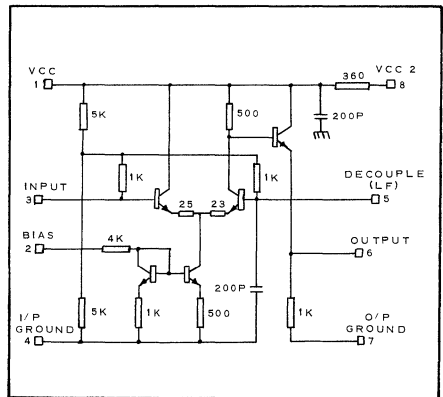 VCC
1
360
VCC 2
8
5K
500
200P
1K
1K
INPUT
3
25
23
DECOUPLE
(LF)
5
BIAS
2
4K
OUTPUT
6
200P
I/P
GROUND
4
5K
1K
500
1K
O/P
GROUND
7